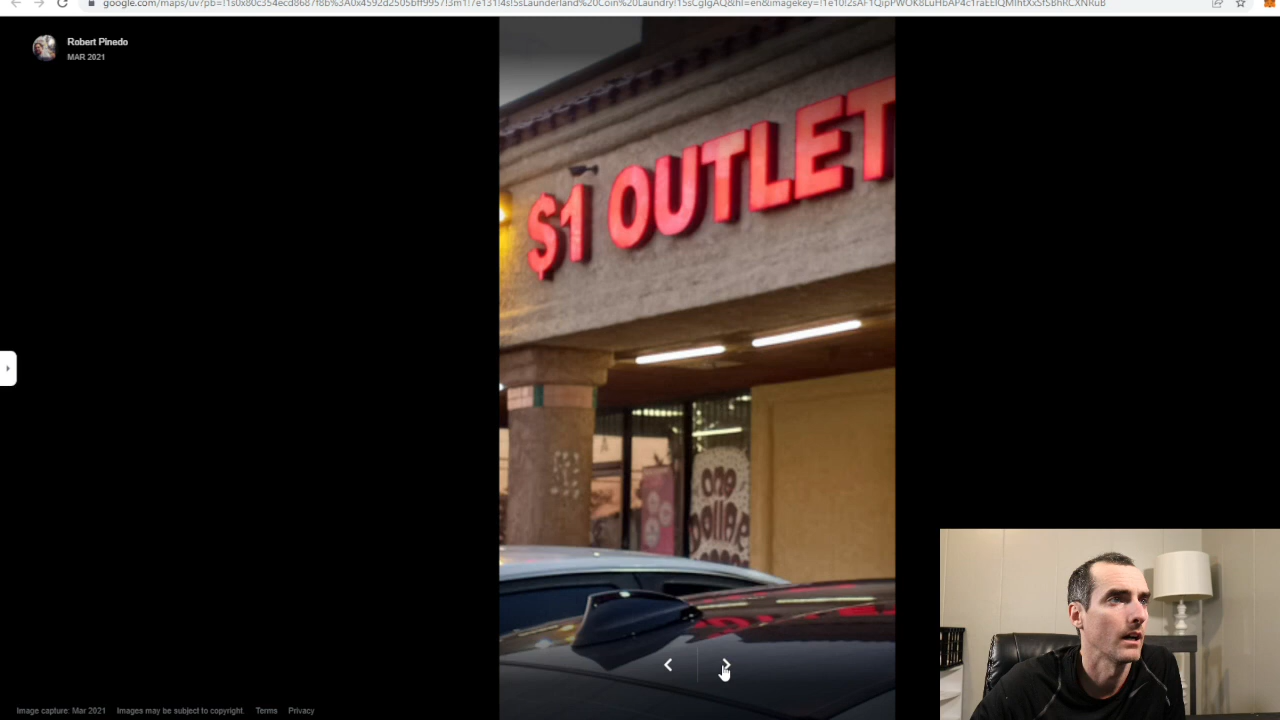 Robert Pinedo
MAR 2021
$1 OUTLET
one
DOLLAR
Image capture: Mar 2021 Images may be subject to copyright. Terms Privacy